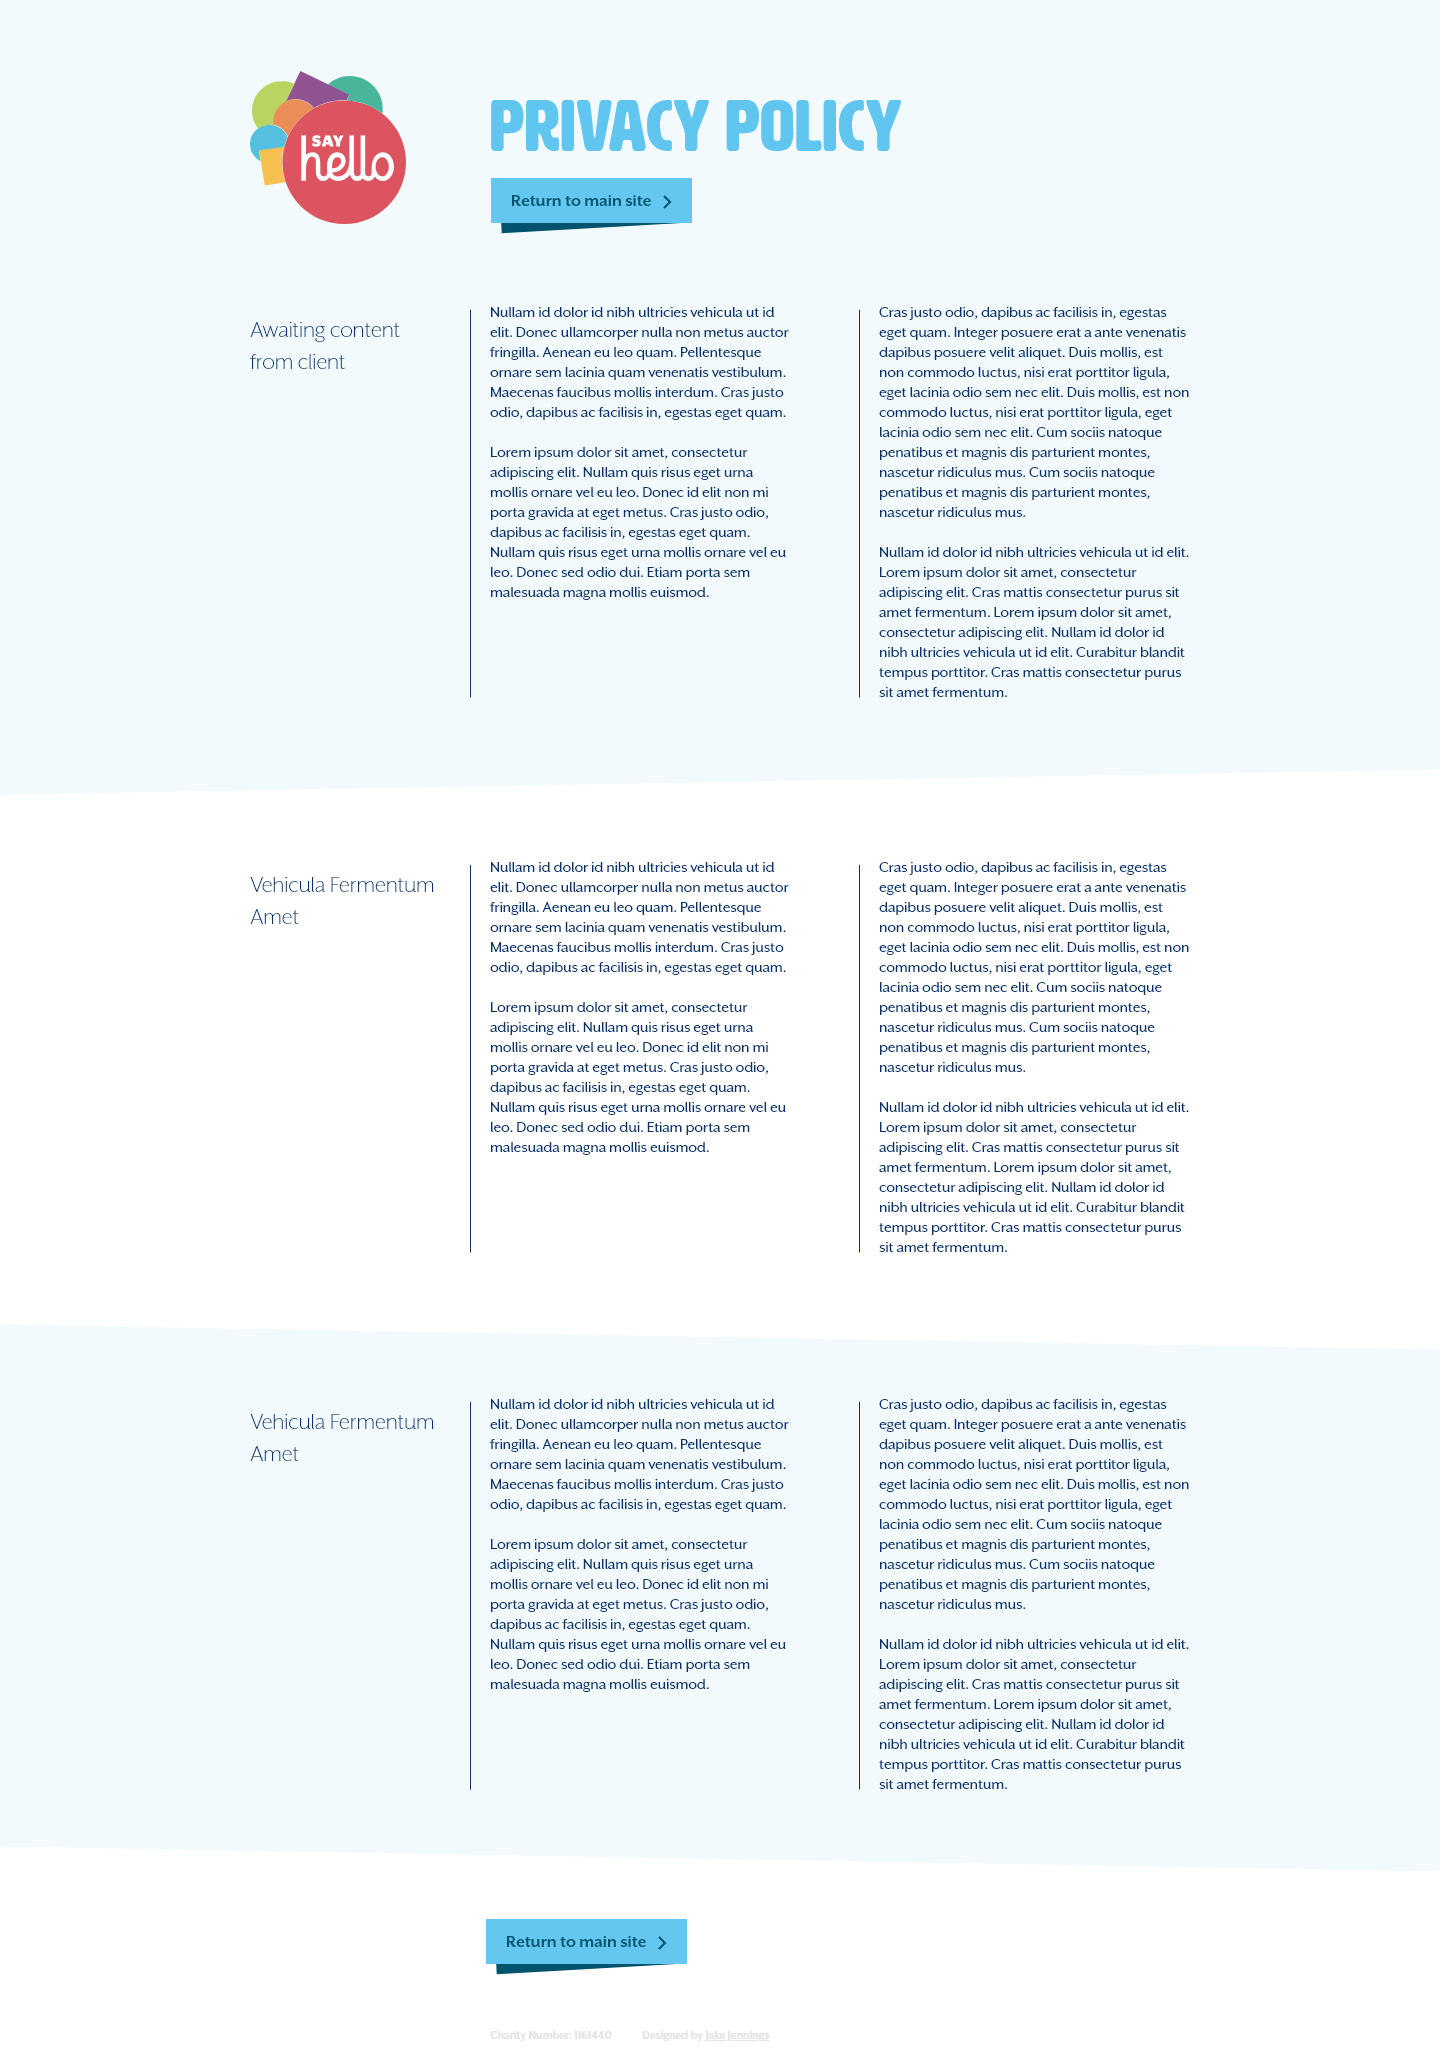 SAY
hello
PRIVACY POLICY
Return to main site
Awaiting content
from client
Nullam id dolor id nibh ultricies vehicula ut id
elit. Donec ullamcorper nulla non metus auctor
fringilla. Aenean eu leo quam. Pellentesque
ornare sem lacinia quam venenatis vestibulum.
Maecenas faucibus mollis interdum. Cras justo
odio, dapibus ac facilisis in, egestas eget quam.
Lorem ipsum dolor sit amet, consectetur
adipiscing elit. Nullam quis risus eget urna
mollis ornare vel eu leo. Donec id elit non mi
porta gravida at eget metus. Cras justo odio,
dapibus ac facilisis in, egestas eget quam.
Nullam quis risus eget urna mollis ornare vel eu
leo. Donec sed odio dui. Etiam porta sem
malesuada magna mollis euismod.
Cras justo odio, dapibus ac facilisis in, egestas
eget quam. Integer posuere erat a ante venenatis
dapibus posuere velit aliquet. Duis mollis, est
non commodo luctus, nisi erat porttitor ligula,
eget lacinia odio sem nec elit. Duis mollis, est non
commodo luctus, nisi erat porttitor ligula, eget
lacinia odio sem nec elit. Cum sociis natoque
penatibus et magnis dis parturient montes,
nascetur ridiculus mus. Cum sociis natoque
penatibus et magnis dis parturient montes,
nascetur ridiculus mus.
Nullam id dolor id nibh ultricies vehicula ut id elit.
Lorem ipsum dolor sit amet, consectetur
adipiscing elit. Cras mattis consectetur purus sit
amet fermentum. Lorem ipsum dolor sit amet,
consectetur adipiscing elit. Nullam id dolor id
nibh ultricies vehicula ut id elit. Curabitur blandit
tempus porttitor. Cras mattis consectetur purus
sit amet fermentum.
Vehicula Fermentum
Amet
Nullam id dolor id nibh ultricies vehicula ut id
elit. Donec ullamcorper nulla non metus auctor
fringilla. Aenean eu leo quam. Pellentesque
ornare sem lacinia quam venenatis vestibulum.
Maecenas faucibus mollis interdum. Cras justo
odio, dapibus ac facilisis in, egestas eget quam.
Lorem ipsum dolor sit amet, consectetur
adipiscing elit. Nullam quis risus eget urna
mollis ornare vel eu leo. Donec id elit non mi
porta gravida at eget metus. Cras justo odio,
dapibus ac facilisis in, egestas eget quam.
Nullam quis risus eget urna mollis ornare vel eu
leo. Donec sed odio dui. Etiam porta sem
malesuada magna mollis euismod.
Cras justo odio, dapibus ac facilisis in, egestas
eget quam. Integer posuere erat a ante venenatis
dapibus posuere velit aliquet. Duis mollis, est
non commodo luctus, nisi erat porttitor ligula,
eget lacinia odio sem nec elit. Duis mollis, est non
commodo luctus, nisi erat porttitor ligula, eget
lacinia odio sem nec elit. Cum sociis natoque
penatibus et magnis dis parturient montes,
nascetur ridiculus mus. Cum sociis natoque
penatibus et magnis dis parturient montes,
nascetur ridiculus mus.
Nullam id dolor id nibh ultricies vehicula ut id elit.
Lorem ipsum dolor sit amet, consectetur
adipiscing elit. Cras mattis consectetur purus sit
amet fermentum. Lorem ipsum dolor sit amet,
consectetur adipiscing elit. Nullam id dolor id
nibh ultricies vehicula ut id elit. Curabitur blandit
tempus porttitor. Cras mattis consectetur purus
sit amet fermentum.
Vehicula Fermentum
Amet
Nullam id dolor id nibh ultricies vehicula ut id
elit. Donec ullamcorper nulla non metus auctor
fringilla. Aenean eu leo quam. Pellentesque
ornare sem lacinia quam venenatis vestibulum.
Maecenas faucibus mollis interdum. Cras justo
odio, dapibus ac facilisis in, egestas eget quam.
Lorem ipsum dolor sit amet, consectetur
adipiscing elit. Nullam quis risus eget urna
mollis ornare vel eu leo. Donec id elit non mi
porta gravida at eget metus. Cras justo odio,
dapibus ac facilisis in, egestas eget quam.
Nullam quis risus eget urna mollis ornare vel eu
leo. Donec sed odio dui. Etiam porta sem
malesuada magna mollis euismod.
Cras justo odio, dapibus ac facilisis in, egestas
eget quam. Integer posuere erat a ante venenatis
dapibus posuere velit aliquet. Duis mollis, est
non commodo luctus, nisi erat porttitor ligula,
eget lacinia odio sem nec elit. Duis mollis, est non
commodo luctus, nisi erat porttitor ligula, eget
lacinia odio sem nec elit. Cum sociis natoque
penatibus et magnis dis parturient montes,
nascetur ridiculus mus. Cum sociis natoque
penatibus et magnis dis parturient montes,
nascetur ridiculus mus.
Nullam id dolor id nibh ultricies vehicula ut id elit.
Lorem ipsum dolor sit amet, consectetur
adipiscing elit. Cras mattis consectetur purus sit
amet fermentum. Lorem ipsum dolor sit amet,
consectetur adipiscing elit. Nullam id dolor id
nibh ultricies vehicula ut id elit. Curabitur blandit
tempus porttitor. Cras mattis consectetur purus
sit amet fermentum.
Return to main site
Charity Number: 1161440 Designed by Jake Jennings